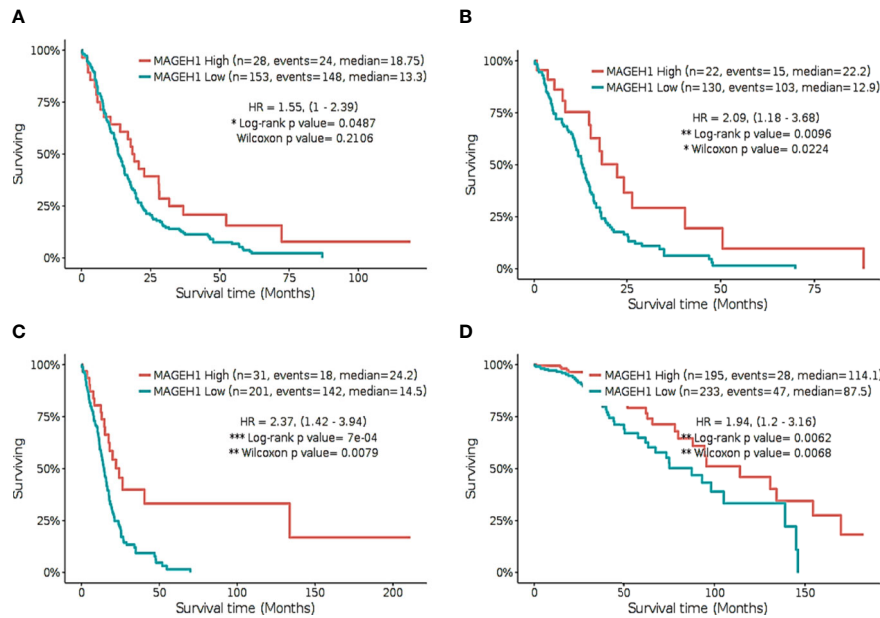 A
MAGEH1 High (n=28, events=24, median=18.75)
MAGEH1 Low (n=153, events=148, median=13.3)
HR = 1.55, (1 - 2.39)
* Log-rank p value= 0.0487
Wilcoxon p value= 0.2106
100%
75%
50%
25%
0%
Surviving
0 25 50 75 100
Survival time (Months)
B
MAGEH1 High (n=22, events=15, median=22.2)
MAGEH1 Low (n=130, events=103, median=12.9)
HR = 2.09, (1.18 - 3.68)
** Log-rank p value= 0.0096
* Wilcoxon p value= 0.0224
100%
75%
50%
25%
0%
Surviving
0 25 50 75
Survival time (Months)
C
MAGEH1 High (n=31, events=18, median=24.2)
MAGEH1 Low (n=201, events=142, median=14.5)
HR = 2.37, (1.42 - 3.94)
*** Log-rank p value= 7e-04
** Wilcoxon p value= 0.0079
100%
75%
50%
25%
0%
Surviving
0 50 100 150 200
Survival time (Months)
D
MAGEH1 High (n=195, events=28, median=114.1)
MAGEH1 Low (n=233, events=47, median=87.5)
HR = 1.94, (1.2 - 3.16)
** Log-rank p value= 0.0062
** Wilcoxon p value= 0.0068
100%
75%
50%
25%
0%
Surviving
0 50 100 150
Survival time (Months)